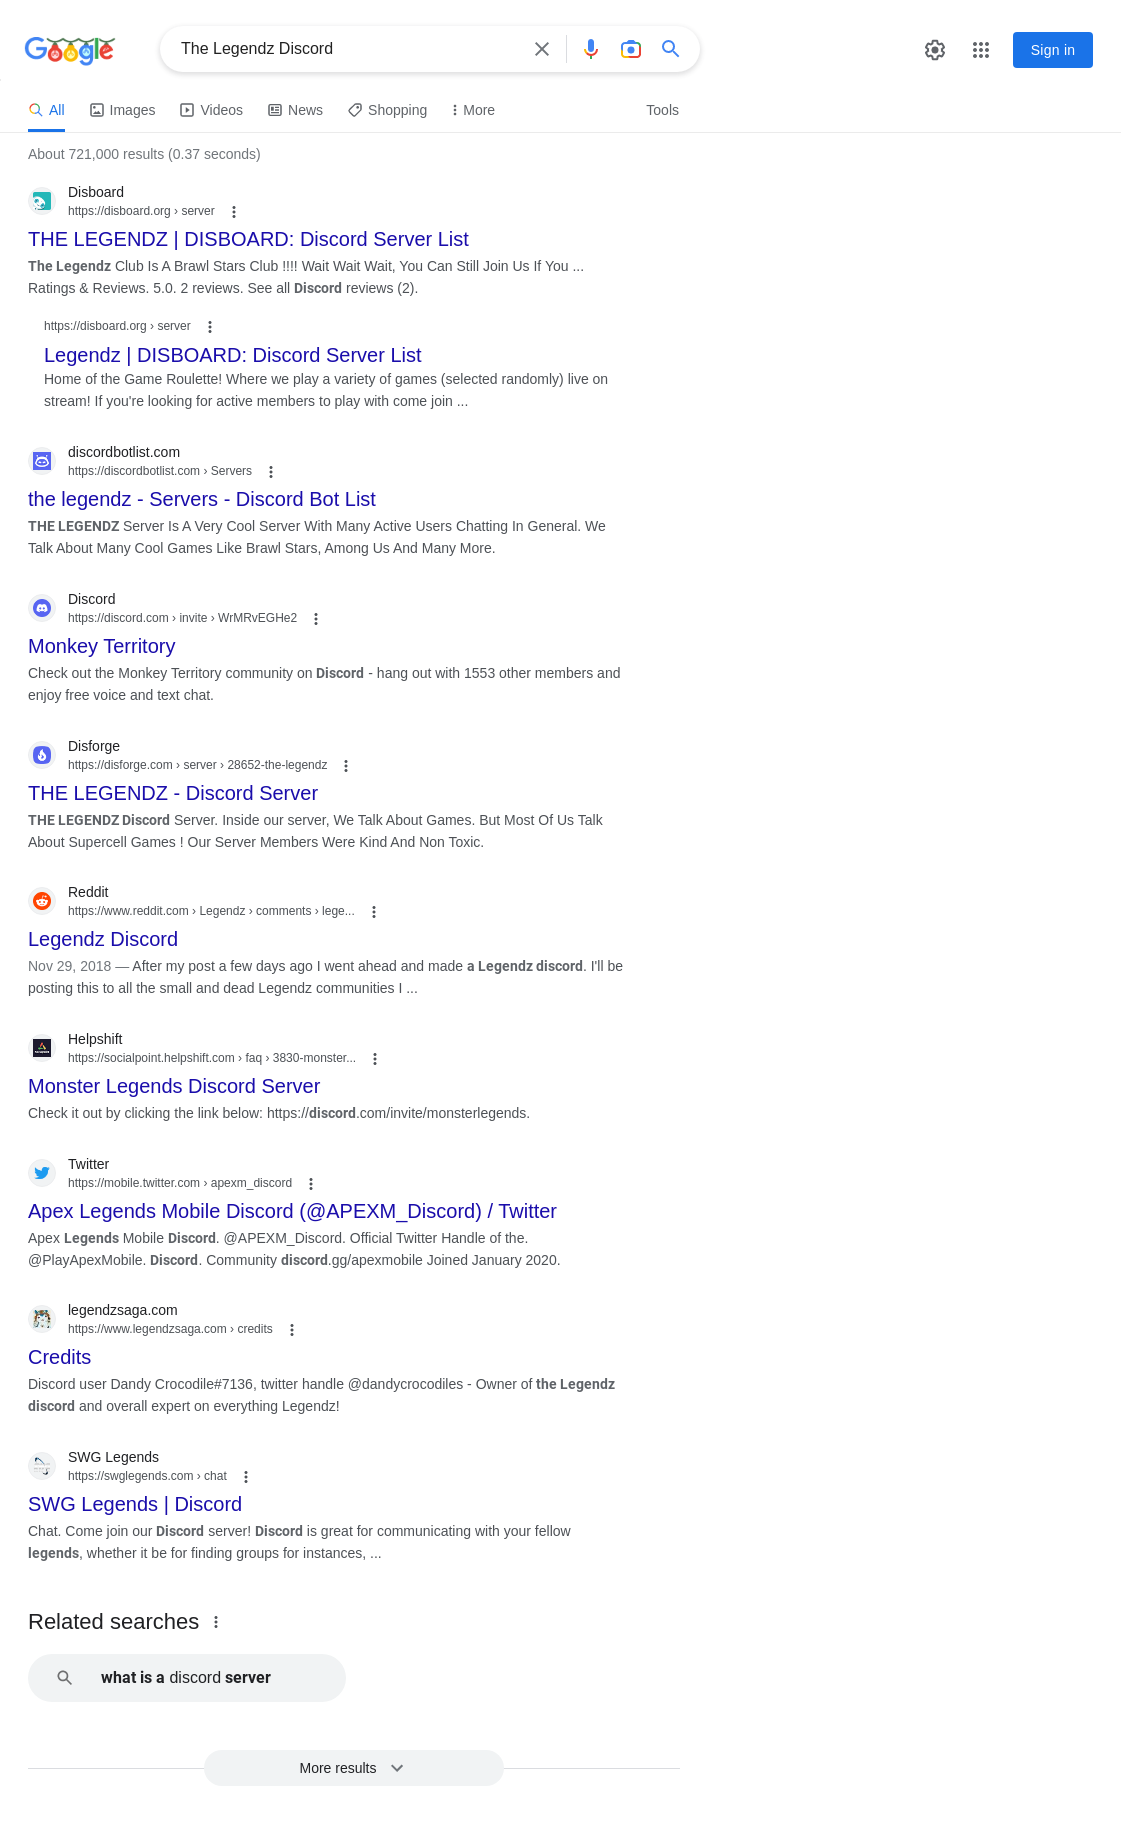 Google
The Legendz Discord
Sign in
All Images Videos News Shopping More Tools
About 721,000 results (0.37 seconds)
Disboard
https://disboard.org › server
THE LEGENDZ | DISBOARD: Discord Server List
The Legendz Club Is A Brawl Stars Club !!!! Wait Wait Wait, You Can Still Join Us If You ...
Ratings & Reviews. 5.0. 2 reviews. See all Discord reviews (2).
https://disboard.org › server
Legendz | DISBOARD: Discord Server List
Home of the Game Roulette! Where we play a variety of games (selected randomly) live on
stream! If you're looking for active members to play with come join ...
discordbotlist.com
https://discordbotlist.com › Servers
the legendz - Servers - Discord Bot List
THE LEGENDZ Server Is A Very Cool Server With Many Active Users Chatting In General. We
Talk About Many Cool Games Like Brawl Stars, Among Us And Many More.
Discord
https://discord.com › invite › WrMRvEGHe2
Monkey Territory
Check out the Monkey Territory community on Discord - hang out with 1553 other members and
enjoy free voice and text chat.
Disforge
https://disforge.com › server › 28652-the-legendz
THE LEGENDZ - Discord Server
THE LEGENDZ Discord Server. Inside our server, We Talk About Games. But Most Of Us Talk
About Supercell Games ! Our Server Members Were Kind And Non Toxic.
Reddit
https://www.reddit.com › Legendz › comments › lege...
Legendz Discord
Nov 29, 2018 — After my post a few days ago I went ahead and made a Legendz discord. I'll be
posting this to all the small and dead Legendz communities I ...
Helpshift
https://socialpoint.helpshift.com › faq › 3830-monster...
Monster Legends Discord Server
Check it out by clicking the link below: https://discord.com/invite/monsterlegends.
Twitter
https://mobile.twitter.com › apexm_discord
Apex Legends Mobile Discord (@APEXM_Discord) / Twitter
Apex Legends Mobile Discord. @APEXM_Discord. Official Twitter Handle of the.
@PlayApexMobile. Discord. Community discord.gg/apexmobile Joined January 2020.
legendzsaga.com
https://www.legendzsaga.com › credits
Credits
Discord user Dandy Crocodile#7136, twitter handle @dandycrocodiles - Owner of the Legendz
discord and overall expert on everything Legendz!
SWG Legends
https://swglegends.com › chat
SWG Legends | Discord
Chat. Come join our Discord server! Discord is great for communicating with your fellow
legends, whether it be for finding groups for instances, ...
Related searches
what is a discord server
More results